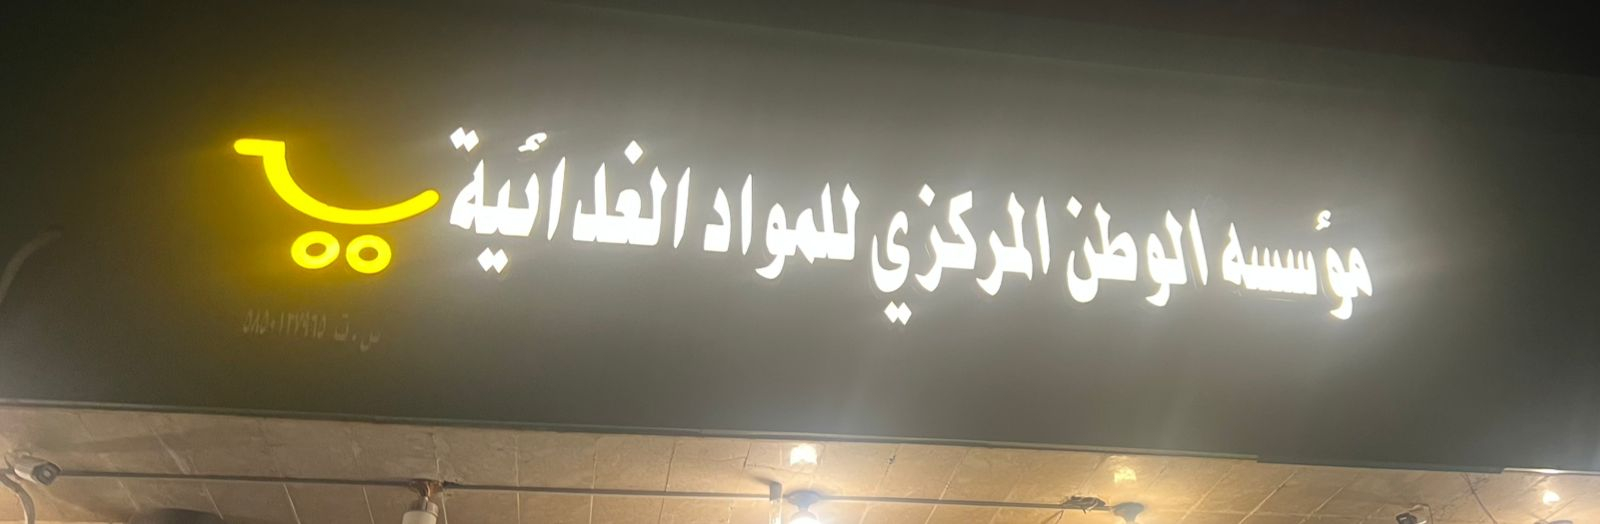 مؤسسه الوطن المركزي للمواد الغذائية
س.ت